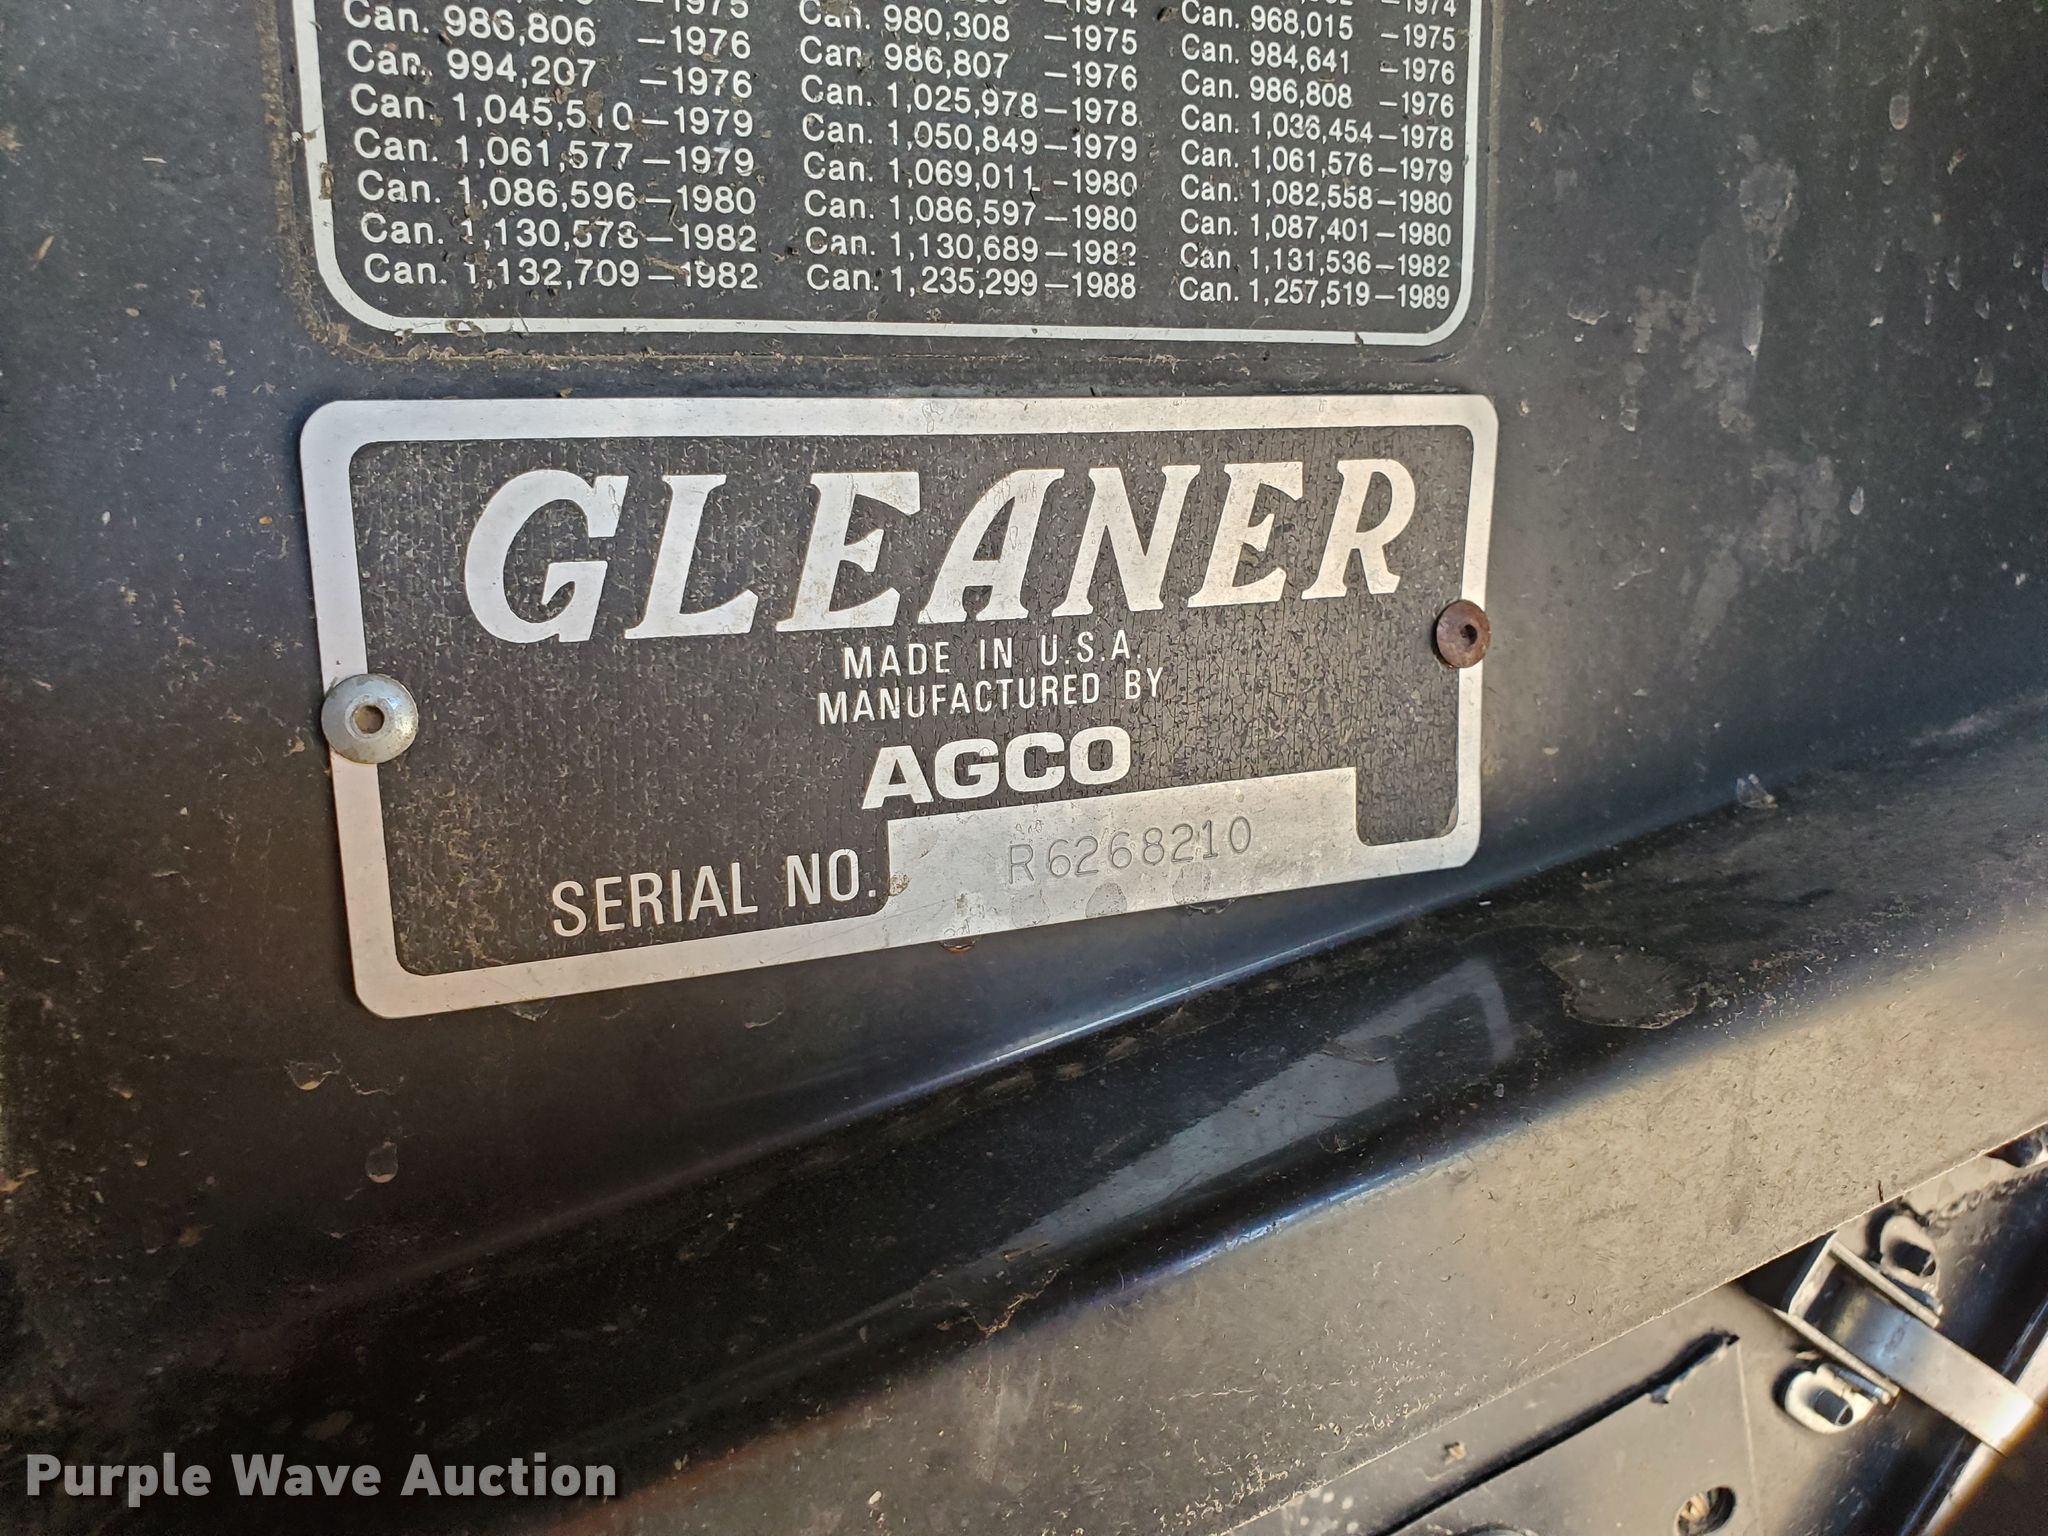 —1975 —1974 —1974
Can. 986,806 —1976 Can. 980,308 —1975 Can. 968,015 —1975
Can. 994,207 —1976 Can. 986,807 —1976 Can. 984,641 —1976
Can. 1,045,510—1979 Can. 1,025,978—1978 Can. 986,808 —1976
Can. 1,061,577—1979 Can. 1,050,849—1979 Can. 1,036,454—1978
Can. 1,086,596—1980 Can. 1,069,011—1980 Can. 1,061,576—1979
Can. 1,130,578—1982 Can. 1,086,597—1980 Can. 1,082,558—1980
Can. 1,132,709—1982 Can. 1,130,689—1982 Can. 1,087,401—1980
Can. 1,235,299—1988 Can. 1,131,536—1982
Can. 1,257,519—1989
GLEANER
MADE IN U.S.A.
MANUFACTURED BY
AGCO
SERIAL NO. R6268210
Purple Wave Auction